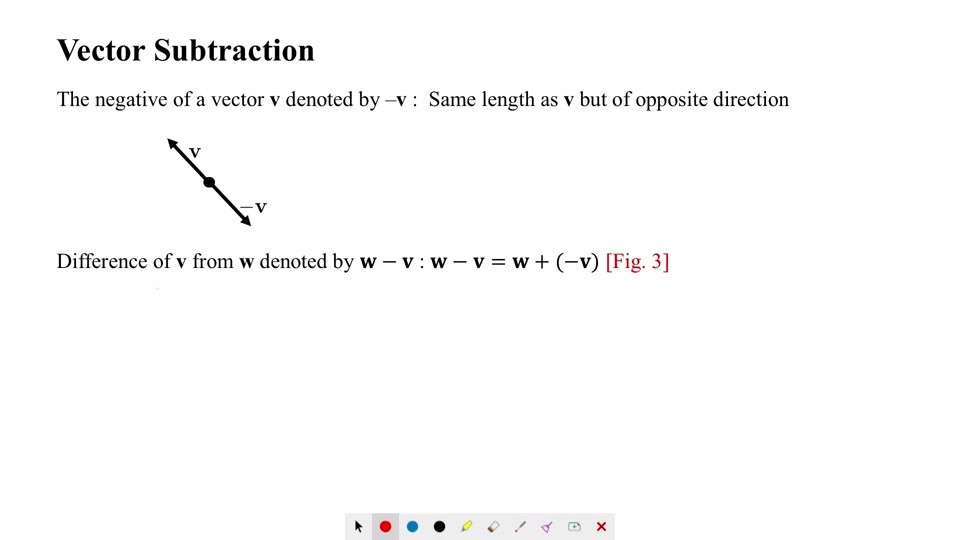 Vector Subtraction
The negative of a vector v denoted by –v : Same length as v but of opposite direction
v
−v
Difference of v from w denoted by w − v : w − v = w + (−v) [Fig. 3]